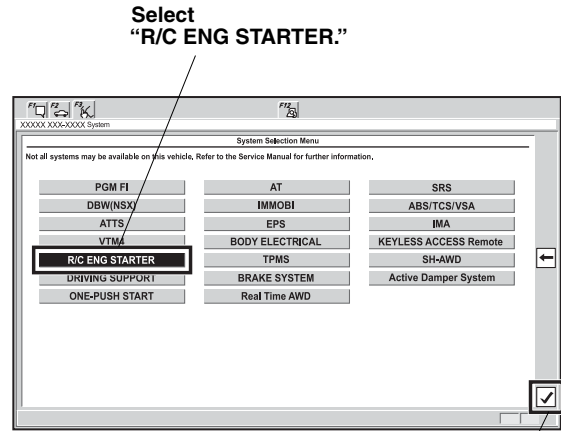 Select
“R/C ENG STARTER.”
F1 F2 F3 F12
XXXXX XXX-XXXX System
System Selection Menu
Not all systems may be available on this vehicle, Refer to the Service Manual for further information,
PGM FI AT SRS
DBW(NSX) IMMOBI ABS/TCS/VSA
ATTS EPS IMA
VTM4 BODY ELECTRICAL KEYLESS ACCESS Remote
R/C ENG STARTER TPMS SH-AWD
DRIVING SUPPORT BRAKE SYSTEM Active Damper System
ONE-PUSH START Real Time AWD